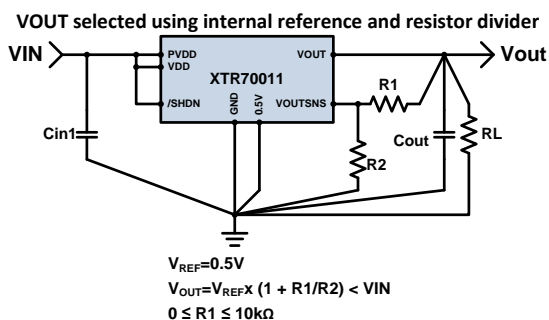 VOUT selected using internal reference and resistor divider
VIN
PVDD
VDD
/SHDN
XTR70011
GND
0.5V
VOUT
VOUTSNS
Vout
R1
R2
Cin1
Cout
RL
VREF=0.5V
VOUT=VREFx (1 + R1/R2) < VIN
0 ≤ R1 ≤ 10kΩ